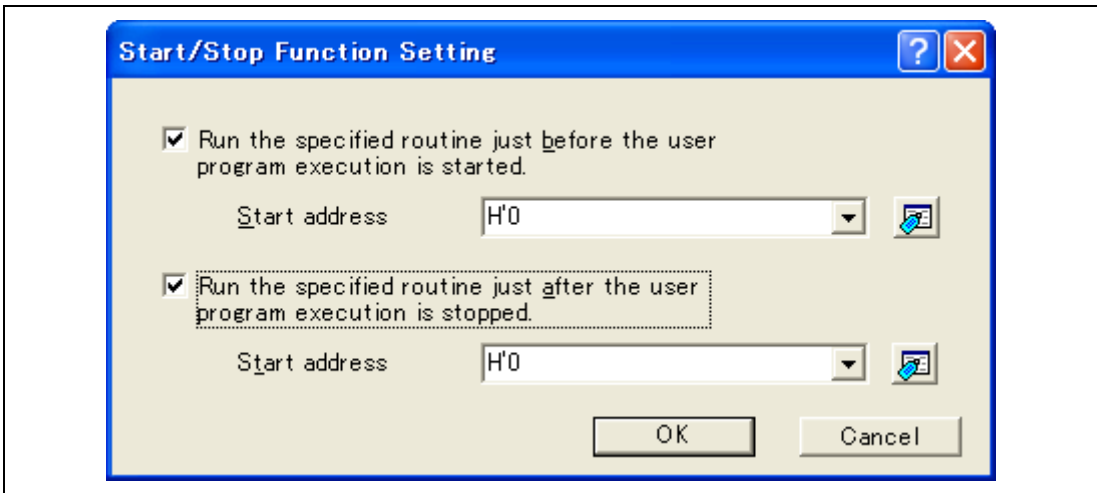 Start/Stop Function Setting
Run the specified routine just before the user
program execution is started.
Start address H'0
Run the specified routine just after the user
program execution is stopped.
Start address H'0
OK Cancel